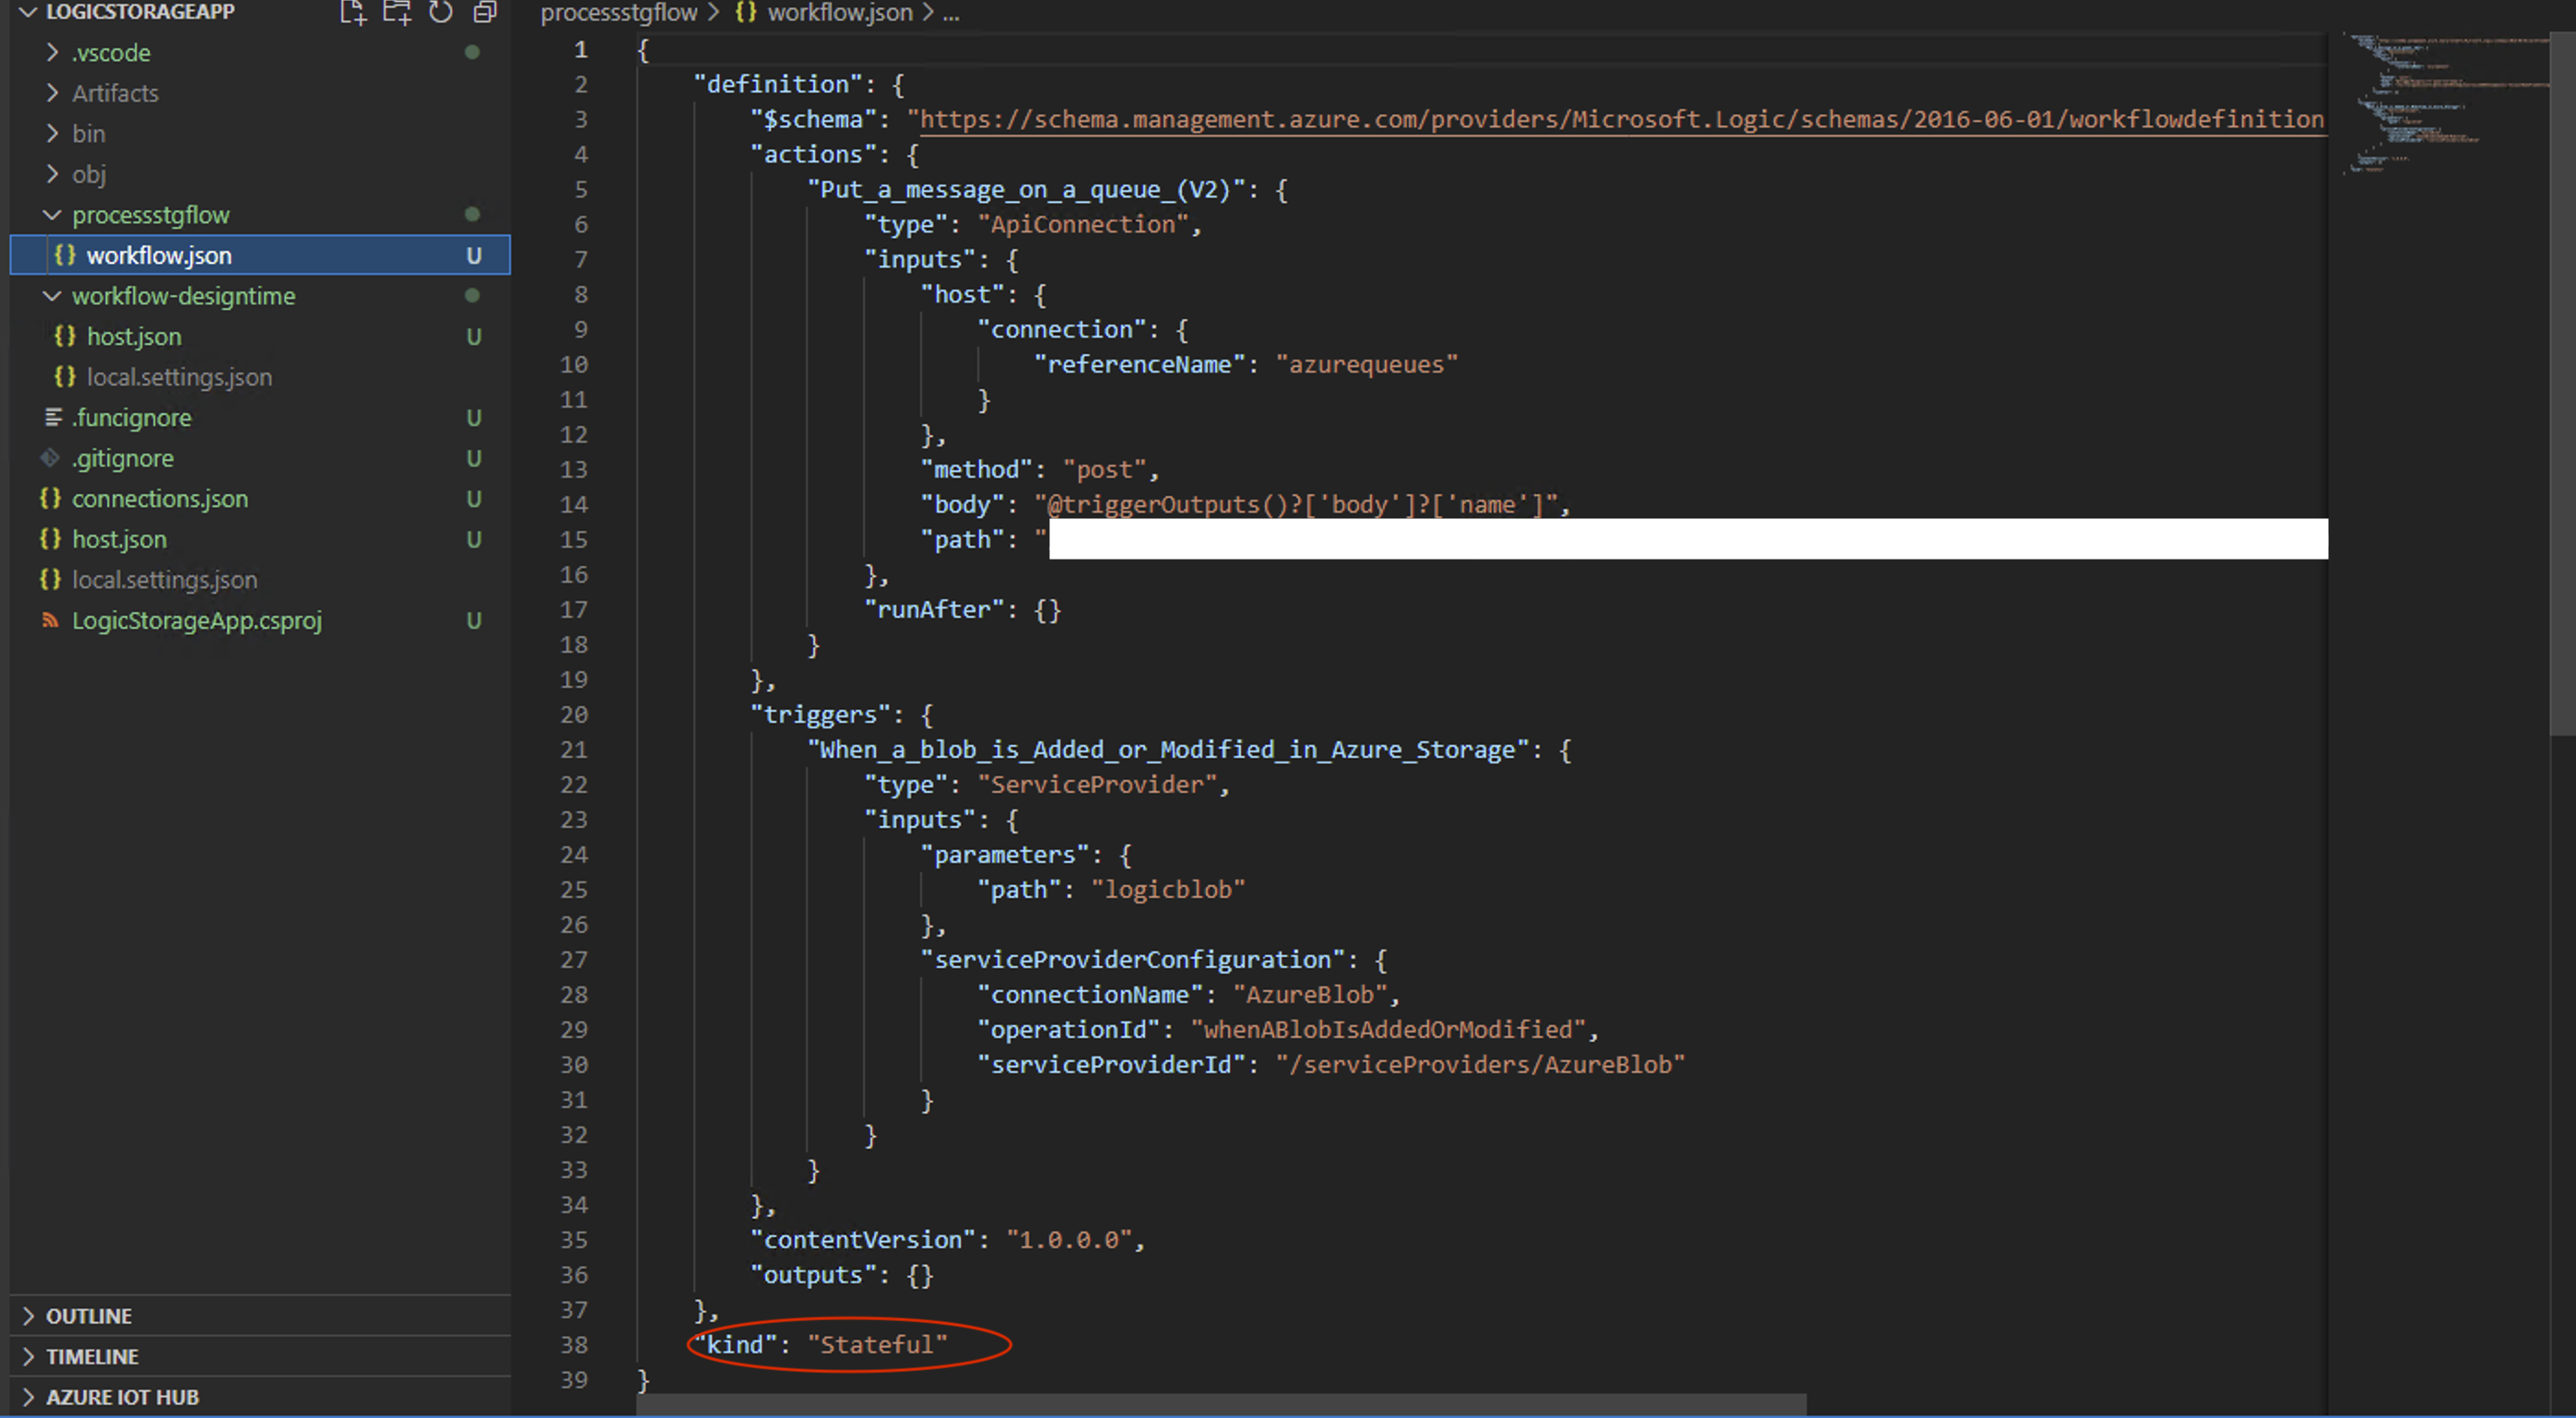 LOGICSTORAGEAPP
.vscode
Artifacts
bin
obj
processstgflow
workflow.json U
workflow-designtime
host.json U
local.settings.json
.funcignore U
.gitignore U
connections.json U
host.json U
local.settings.json
LogicStorageApp.csproj U
OUTLINE
TIMELINE
AZURE IOT HUB
processstgflow > {} workflow.json > ...
1 {
2 "definition": {
3 "$schema": "https://schema.management.azure.com/providers/Microsoft.Logic/schemas/2016-06-01/workflowdefinition
4 "actions": {
5 "Put_a_message_on_a_queue_(V2)": {
6 "type": "ApiConnection",
7 "inputs": {
8 "host": {
9 "connection": {
10 "referenceName": "azurequeues"
11 }
12 },
13 "method": "post",
14 "body": "@triggerOutputs()?['body']?['name']",
15 "path": "
16 },
17 "runAfter": {}
18 }
19 },
20 "triggers": {
21 "When_a_blob_is_Added_or_Modified_in_Azure_Storage": {
22 "type": "ServiceProvider",
23 "inputs": {
24 "parameters": {
25 "path": "logicblob"
26 },
27 "serviceProviderConfiguration": {
28 "connectionName": "AzureBlob",
29 "operationId": "whenABlobIsAddedOrModified",
30 "serviceProviderId": "/serviceProviders/AzureBlob"
31 }
32 }
33 }
34 },
35 "contentVersion": "1.0.0.0",
36 "outputs": {}
37 },
38 "kind": "Stateful"
39 }